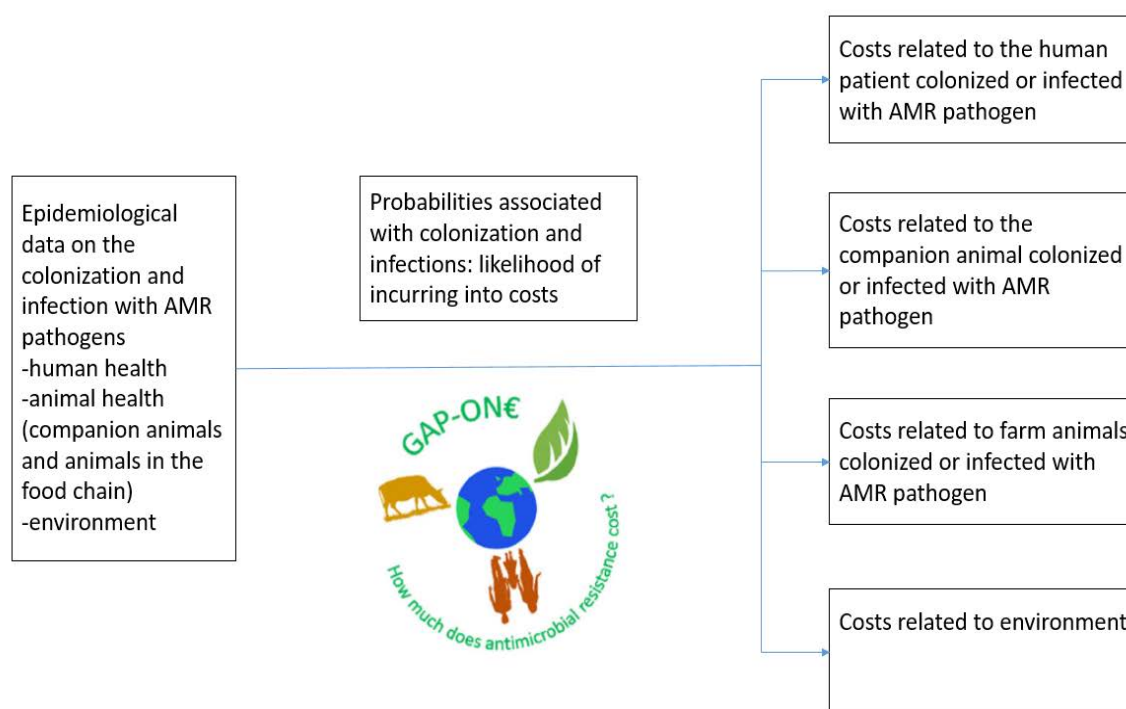 Epidemiological
data on the
colonization and
infection with AMR
pathogens
-human health
-animal health
(companion animals
and animals in the
food chain)
-environment
Probabilities associated
with colonization and
infections: likelihood of
incurring into costs
GAP-ON€
How much does antimicrobial resistance cost ?
Costs related to the human
patient colonized or infected
with AMR pathogen
Costs related to the
companion animal colonized
or infected with AMR
pathogen
Costs related to farm animals
colonized or infected with
AMR pathogen
Costs related to environment